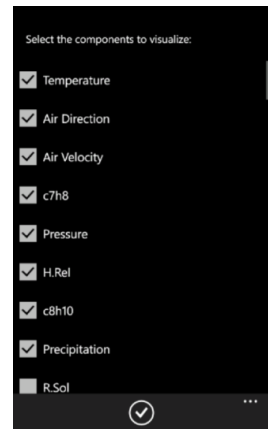 Select the components to visualize:
Temperature
Air Direction
Air Velocity
c7h8
Pressure
H.Rel
c8h10
Precipitation
R.Sol